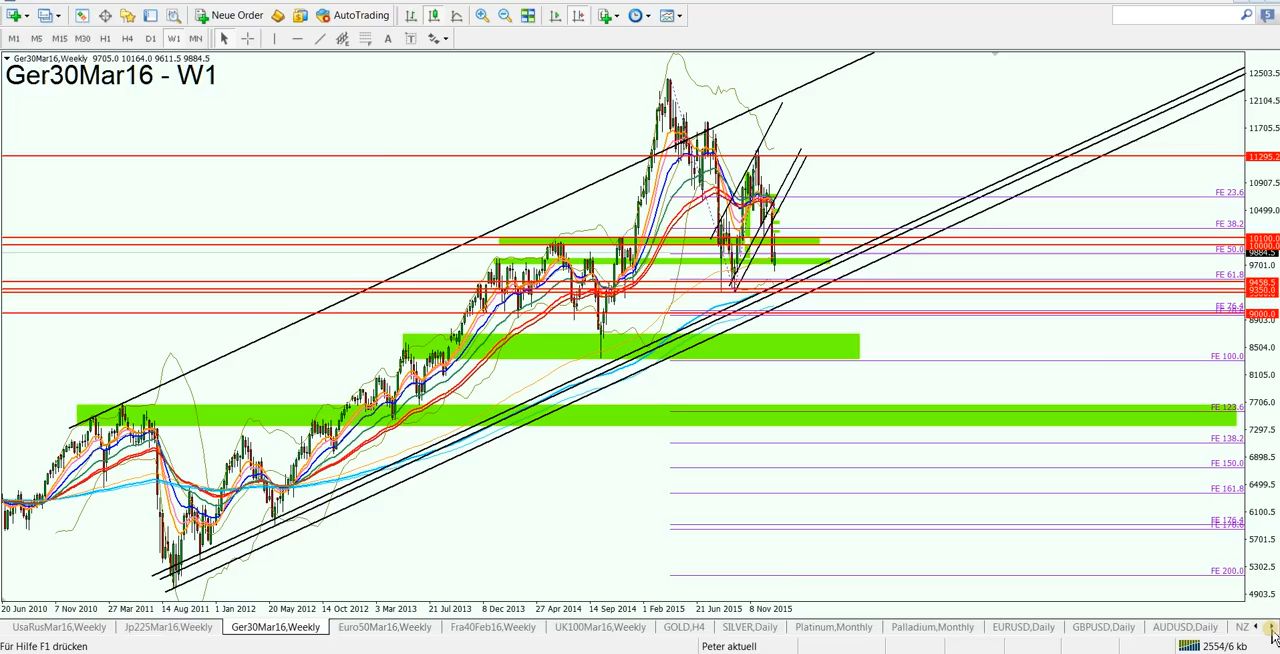 Neue Order AutoTrading 5
M1 M5 M15 M30 H1 H4 D1 W1 MN A T
Ger30Mar16,Weekly 9705.0 10164.0 9611.5 9884.5
Ger30Mar16 - W1
12503.5
12104.5
11705.5
11295.2
10907.5
FE 23.6
10499.0
FE 38.2
10100.0
10000.0
FE 50.0 9884.5
9701.0
FE 61.8
9458.5
9350.0
FE 76.4
9000.0
8903.0
8504.0
FE 100.0
8105.0
7706.0
FE 123.6
7297.5
FE 138.2
6898.5
FE 150.0
6499.5
FE 161.8
6100.5
FE 176.4
5701.5
FE 200.0 5302.5
4903.5
20 Jun 2010 7 Nov 2010 27 Mar 2011 14 Aug 2011 1 Jan 2012 20 May 2012 14 Oct 2012 3 Mar 2013 21 Jul 2013 8 Dec 2013 27 Apr 2014 14 Sep 2014 1 Feb 2015 21 Jun 2015 8 Nov 2015
UsaRusMar16,Weekly Jp225Mar16,Weekly Ger30Mar16,Weekly Euro50Mar16,Weekly Fra40Feb16,Weekly UK100Mar16,Weekly GOLD,H4 SILVER,Daily Platinum,Monthly Palladium,Monthly EURUSD,Daily GBPUSD,Daily AUDUSD,Daily NZ
Für Hilfe F1 drücken Peter aktuell 2554/6 kb